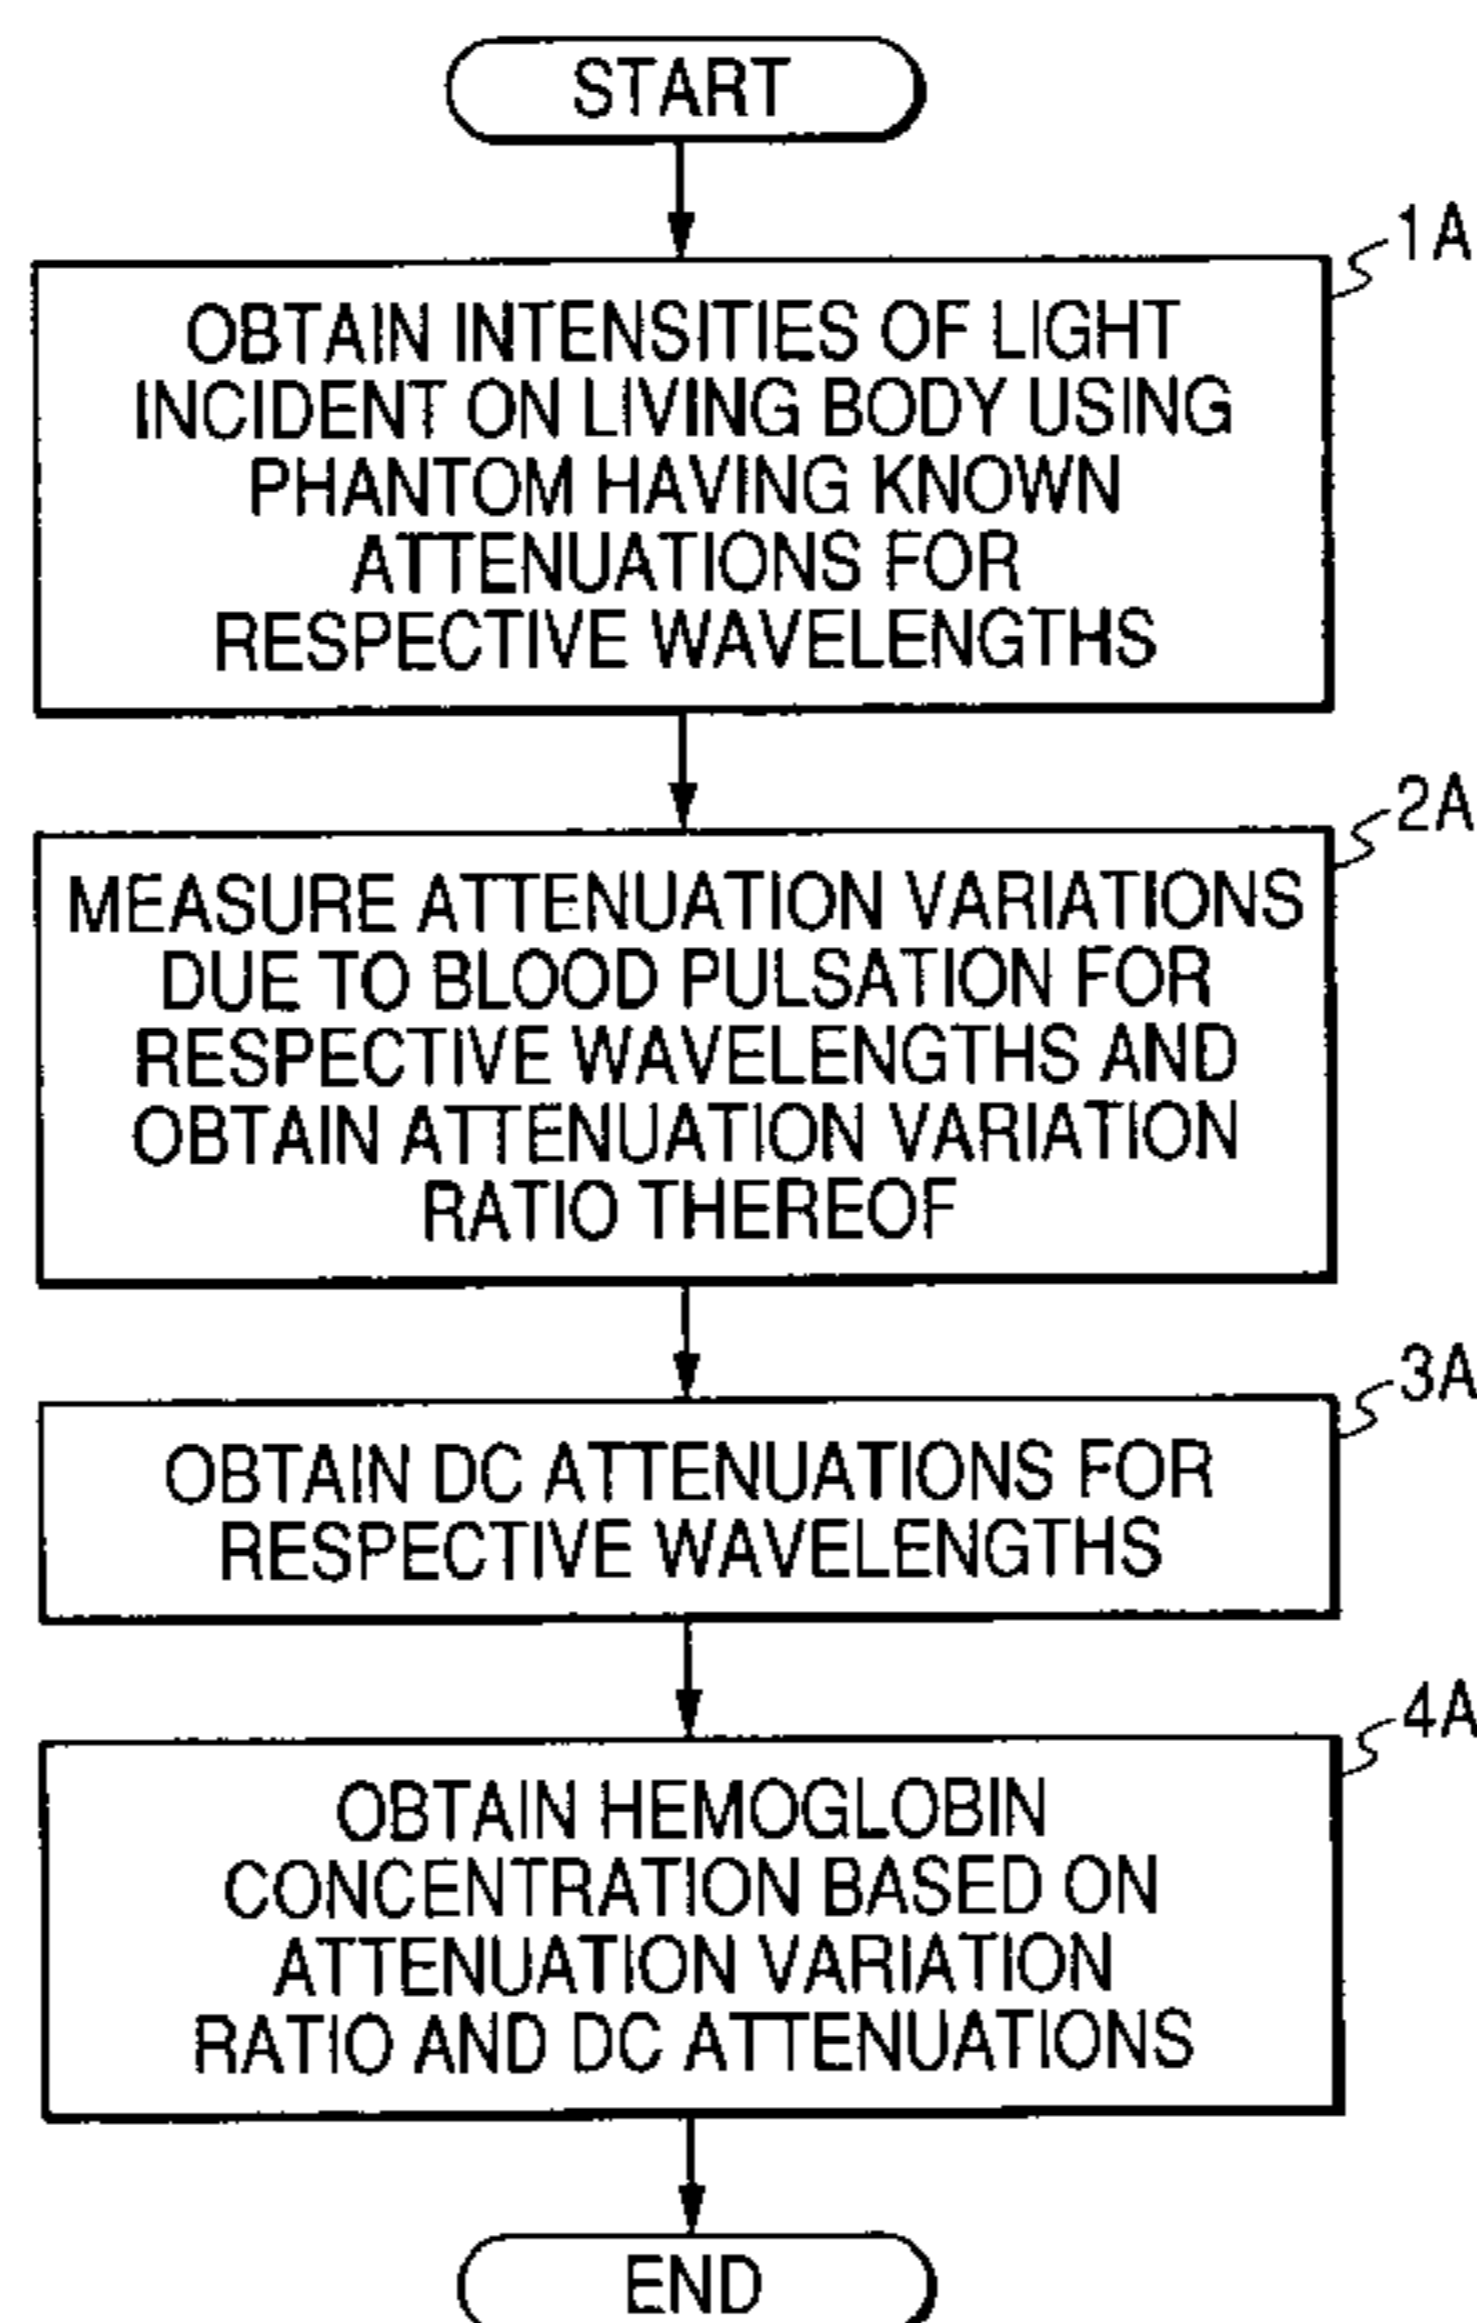 START
1A
OBTAIN INTENSITIES OF LIGHT
INCIDENT ON LIVING BODY USING
PHANTOM HAVING KNOWN
ATTENUATIONS FOR
RESPECTIVE WAVELENGTHS
2A
MEASURE ATTENUATION VARIATIONS
DUE TO BLOOD PULSATION FOR
RESPECTIVE WAVELENGTHS AND
OBTAIN ATTENUATION VARIATION
RATIO THEREOF
3A
OBTAIN DC ATTENUATIONS FOR
RESPECTIVE WAVELENGTHS
4A
OBTAIN HEMOGLOBIN
CONCENTRATION BASED ON
ATTENUATION VARIATION
RATIO AND DC ATTENUATIONS
END